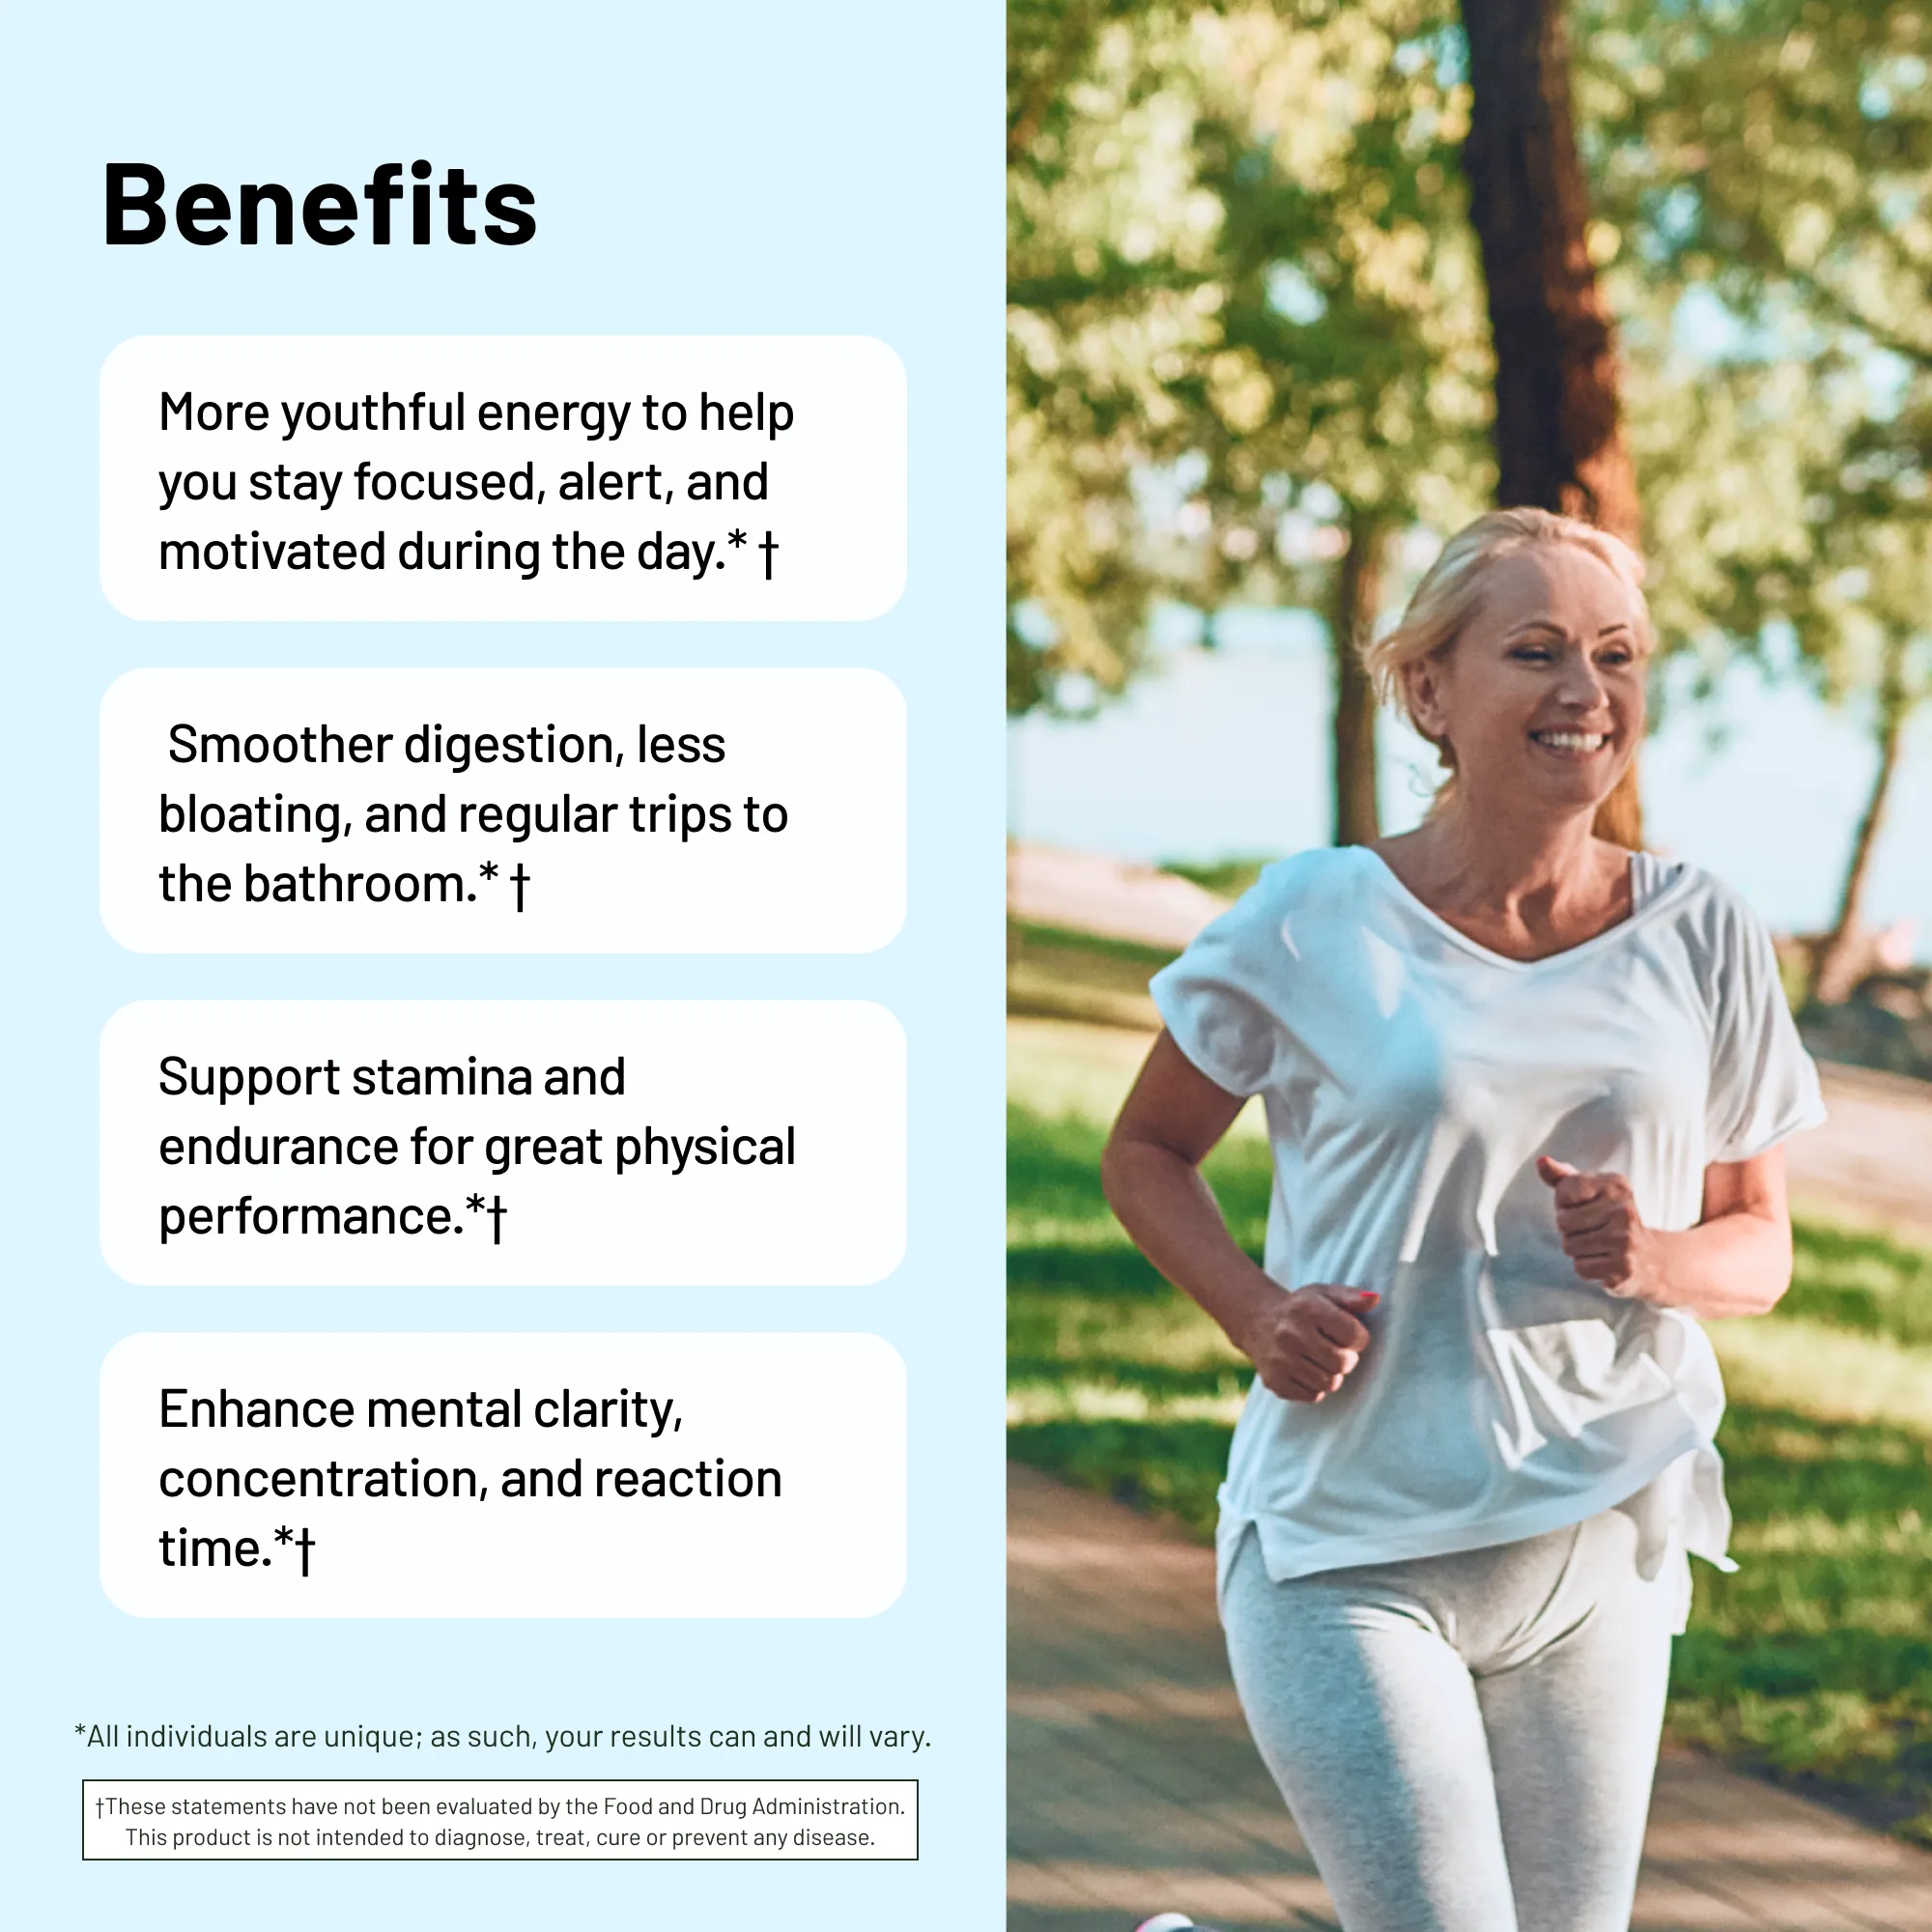 Benefits
More youthful energy to help
you stay focused, alert, and
motivated during the day.* †
Smoother digestion, less
bloating, and regular trips to
the bathroom.* †
Support stamina and
endurance for great physical
performance.*†
Enhance mental clarity,
concentration, and reaction
time.*†
*All individuals are unique; as such, your results can and will vary.
†These statements have not been evaluated by the Food and Drug Administration.
This product is not intended to diagnose, treat, cure or prevent any disease.